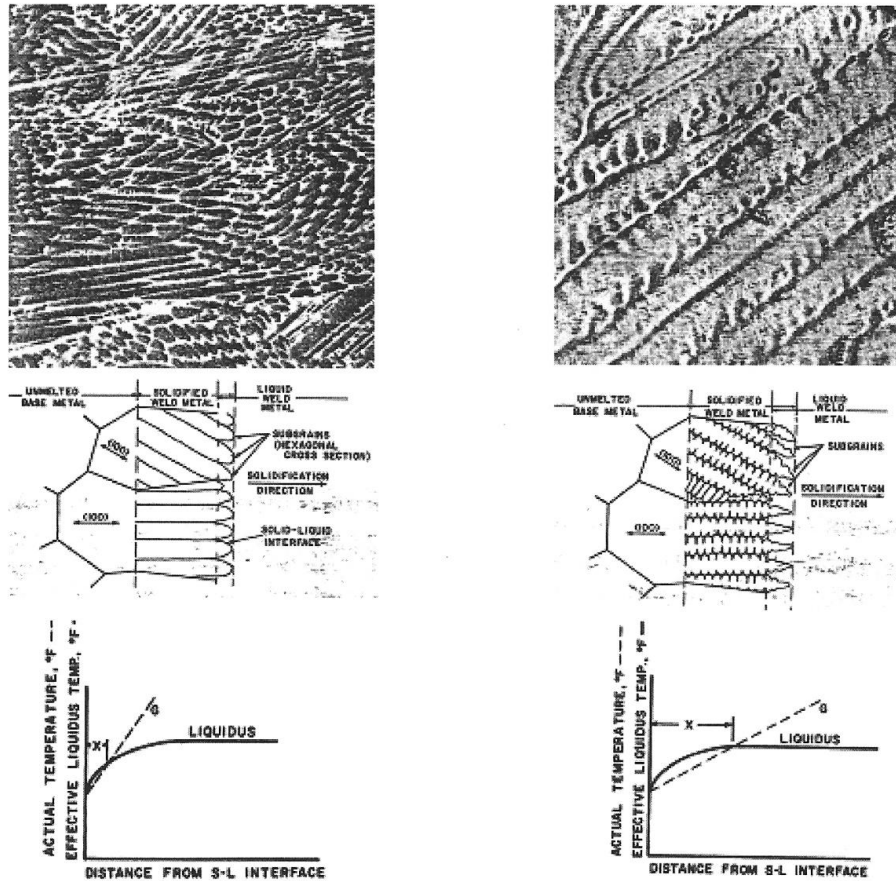 UNMELTED
BASE METAL
SOLIDIFIED
WELD METAL
LIQUID
WELD
METAL
⟨100⟩
SUBGRAINS
(HEXAGONAL
CROSS SECTION)
SOLIDIFICATION
DIRECTION
⟨100⟩
SOLID-LIQUID
INTERFACE
UNMELTED
BASE METAL
SOLIDIFIED
WELD METAL
LIQUID
WELD
METAL
⟨100⟩
SUBGRAINS
SOLIDIFICATION
DIRECTION
⟨100⟩
ACTUAL TEMPERATURE, °F ---
EFFECTIVE LIQUIDUS TEMP., °F-
G
X
LIQUIDUS
DISTANCE FROM S-L INTERFACE
ACTUAL TEMPERATURE, °F ---
EFFECTIVE LIQUIDUS TEMP., °F —
G
X
LIQUIDUS
DISTANCE FROM S-L INTERFACE